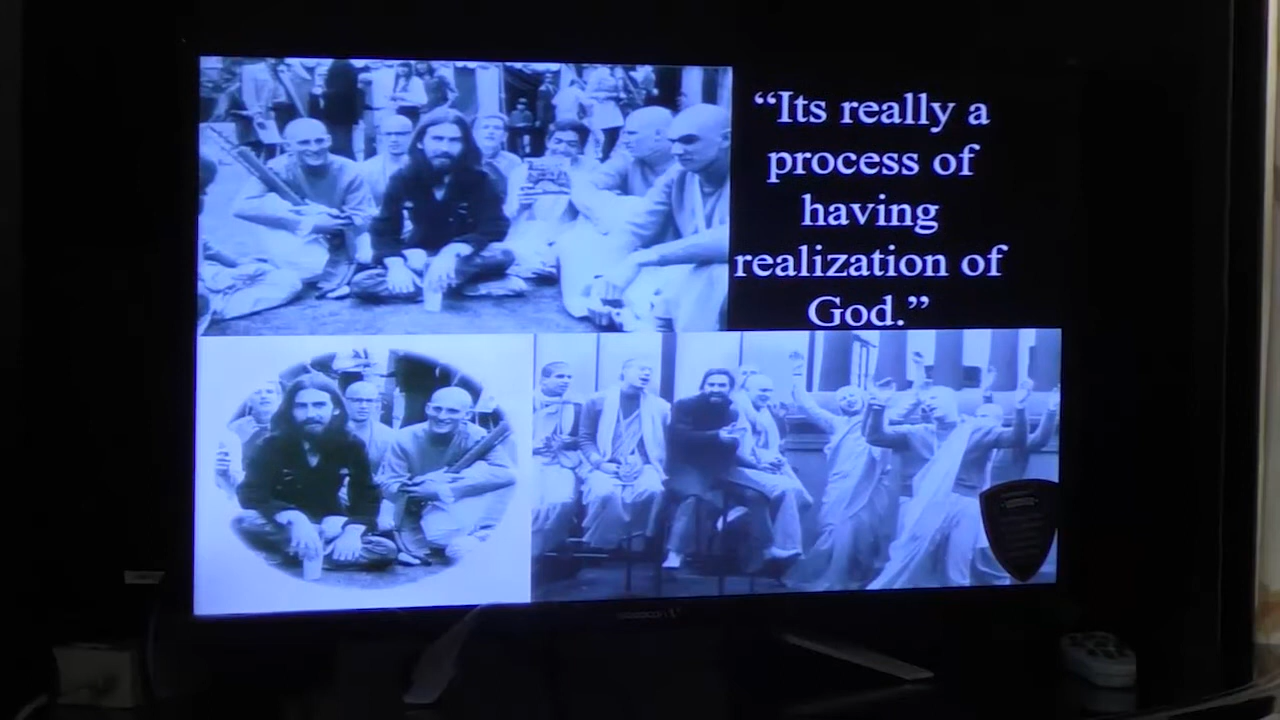 “Its really a
process of
having
realization of
God.”